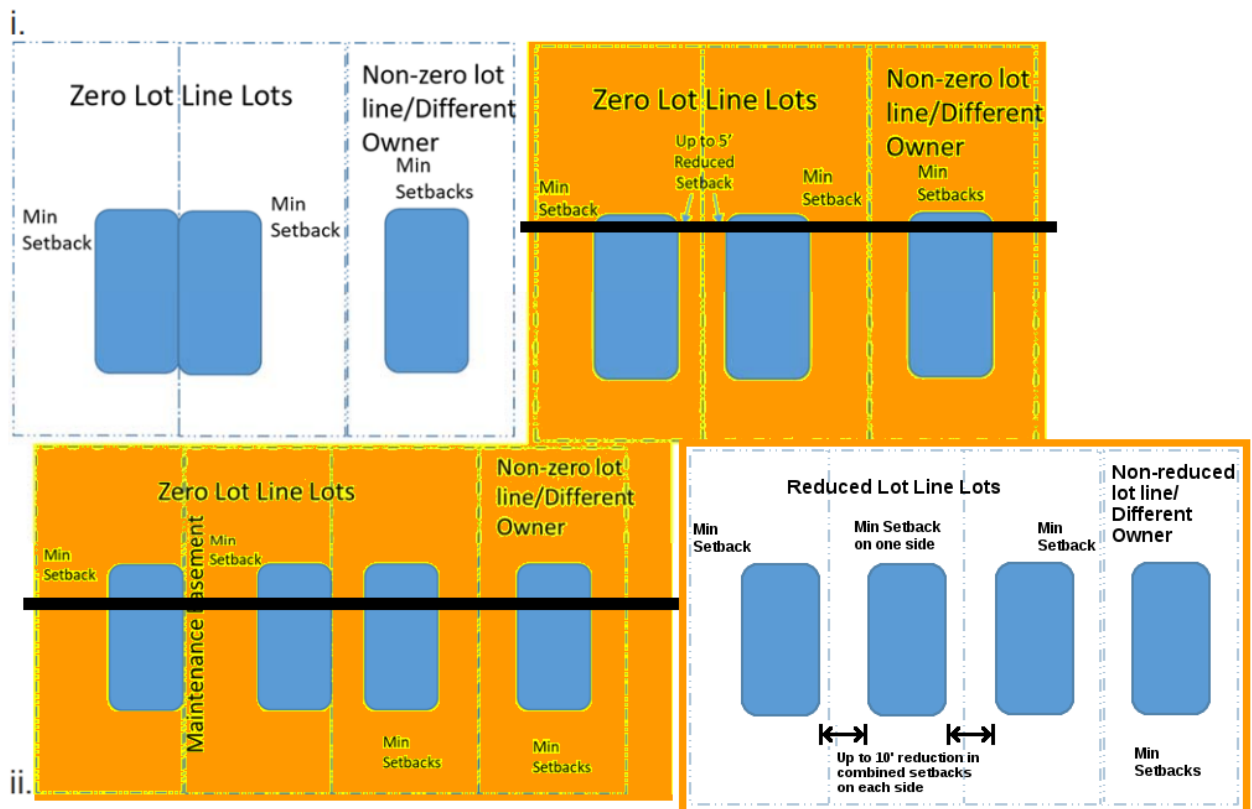 i.
Zero Lot Line Lots
Non-zero lot
line/Different
Owner
Min
Setback
Min
Setback
Min
Setbacks
Zero Lot Line Lots
Non-zero lot
line/Different
Owner
Up to 5'
Reduced
Setback
Min
Setback
Min
Setback
Min
Setbacks
Zero Lot Line Lots
Non-zero lot
line/Different
Owner
Min
Setback
Maintenance Easement
Min
Setback
Min
Setbacks
Min
Setbacks
ii.
Reduced Lot Line Lots
Non-reduced
lot line/
Different
Owner
Min
Setback
Min Setback
on one side
Min
Setback
Up to 10' reduction in
combined setbacks
on each side
Min
Setbacks